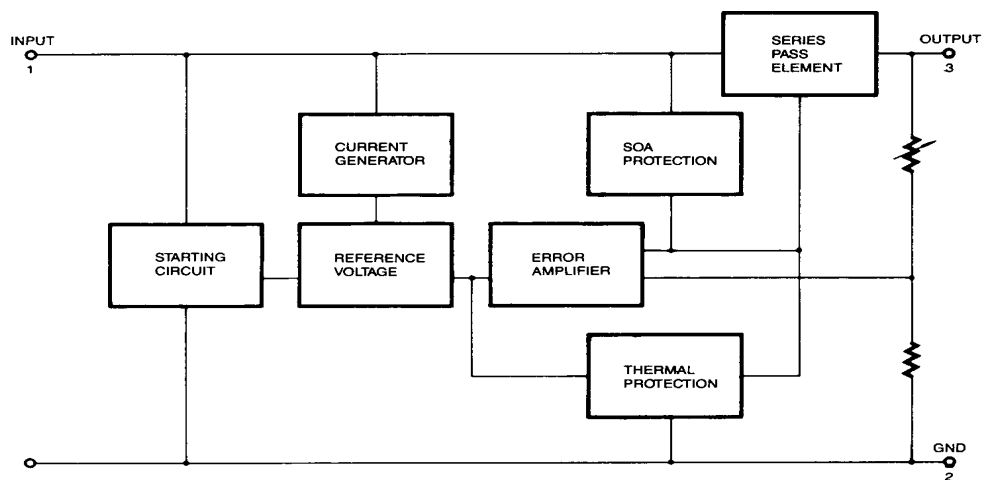 INPUT
1
SERIES
PASS
ELEMENT
OUTPUT
3
CURRENT
GENERATOR
SOA
PROTECTION
STARTING
CIRCUIT
REFERENCE
VOLTAGE
ERROR
AMPLIFIER
THERMAL
PROTECTION
GND
2